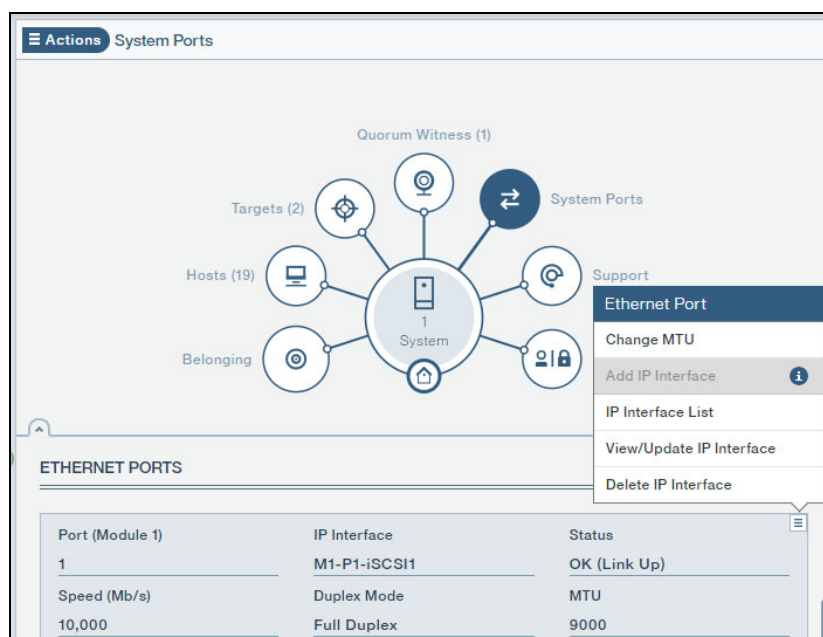 Actions System Ports
Quorum Witness (1)
Targets (2)
System Ports
Hosts (19)
Support
1
System
Belonging
Ethernet Port
Change MTU
Add IP Interface
IP Interface List
View/Update IP Interface
Delete IP Interface
ETHERNET PORTS
Port (Module 1) IP Interface Status
1 M1-P1-iSCSI1 OK (Link Up)
Speed (Mb/s) Duplex Mode MTU
10,000 Full Duplex 9000